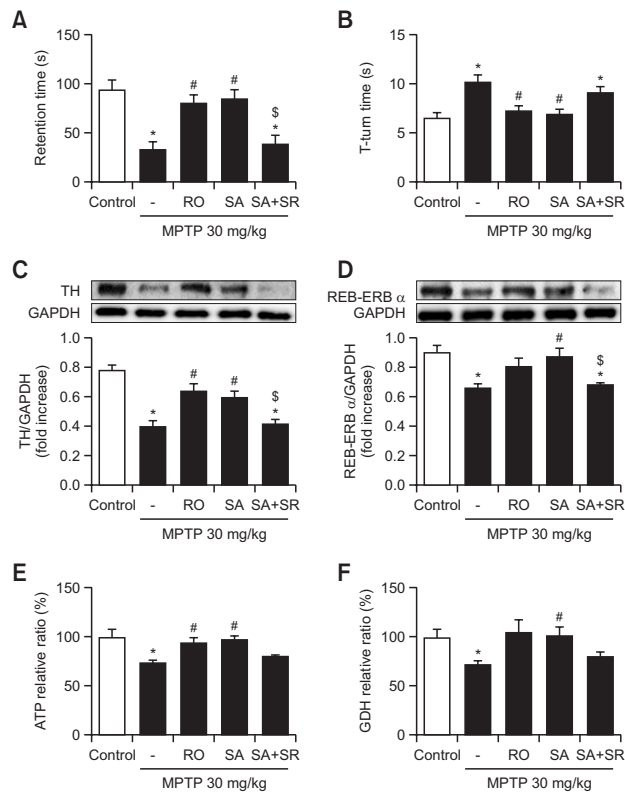 A
150
100
50
0
Retention time (s)
*
#
#
$
*
Control
-
RO
SA
SA+SR
MPTP 30 mg/kg
B
15
10
5
0
T-turn time (s)
*
#
#
*
Control
-
RO
SA
SA+SR
MPTP 30 mg/kg
C
TH
GAPDH
1.0
0.8
0.6
0.4
0.2
0.0
TH/GAPDH
(fold increase)
*
#
#
$
*
Control
-
RO
SA
SA+SR
MPTP 30 mg/kg
D
REB-ERB α
GAPDH
1.0
0.8
0.6
0.4
0.2
0.0
REB-ERB α/GAPDH
(fold increase)
*
#
$
*
Control
-
RO
SA
SA+SR
MPTP 30 mg/kg
E
150
100
50
0
ATP relative ratio (%)
*
#
#
Control
-
RO
SA
SA+SR
MPTP 30 mg/kg
F
150
100
50
0
GDH relative ratio (%)
*
#
Control
-
RO
SA
SA+SR
MPTP 30 mg/kg